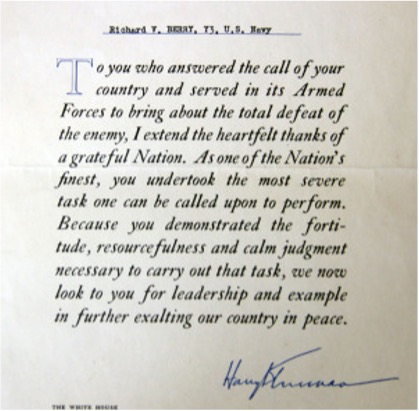 Richard V. BERRY, Y3, U.S. Navy
To you who answered the call of your
country and served in its Armed
Forces to bring about the total defeat of
the enemy, I extend the heartfelt thanks of
a grateful Nation. As one of the Nation's
finest, you undertook the most severe
task one can be called upon to perform.
Because you demonstrated the forti-
tude, resourcefulness and calm judgment
necessary to carry out that task, we now
look to you for leadership and example
in further exalting our country in peace.
Harry Truman
THE WHITE HOUSE